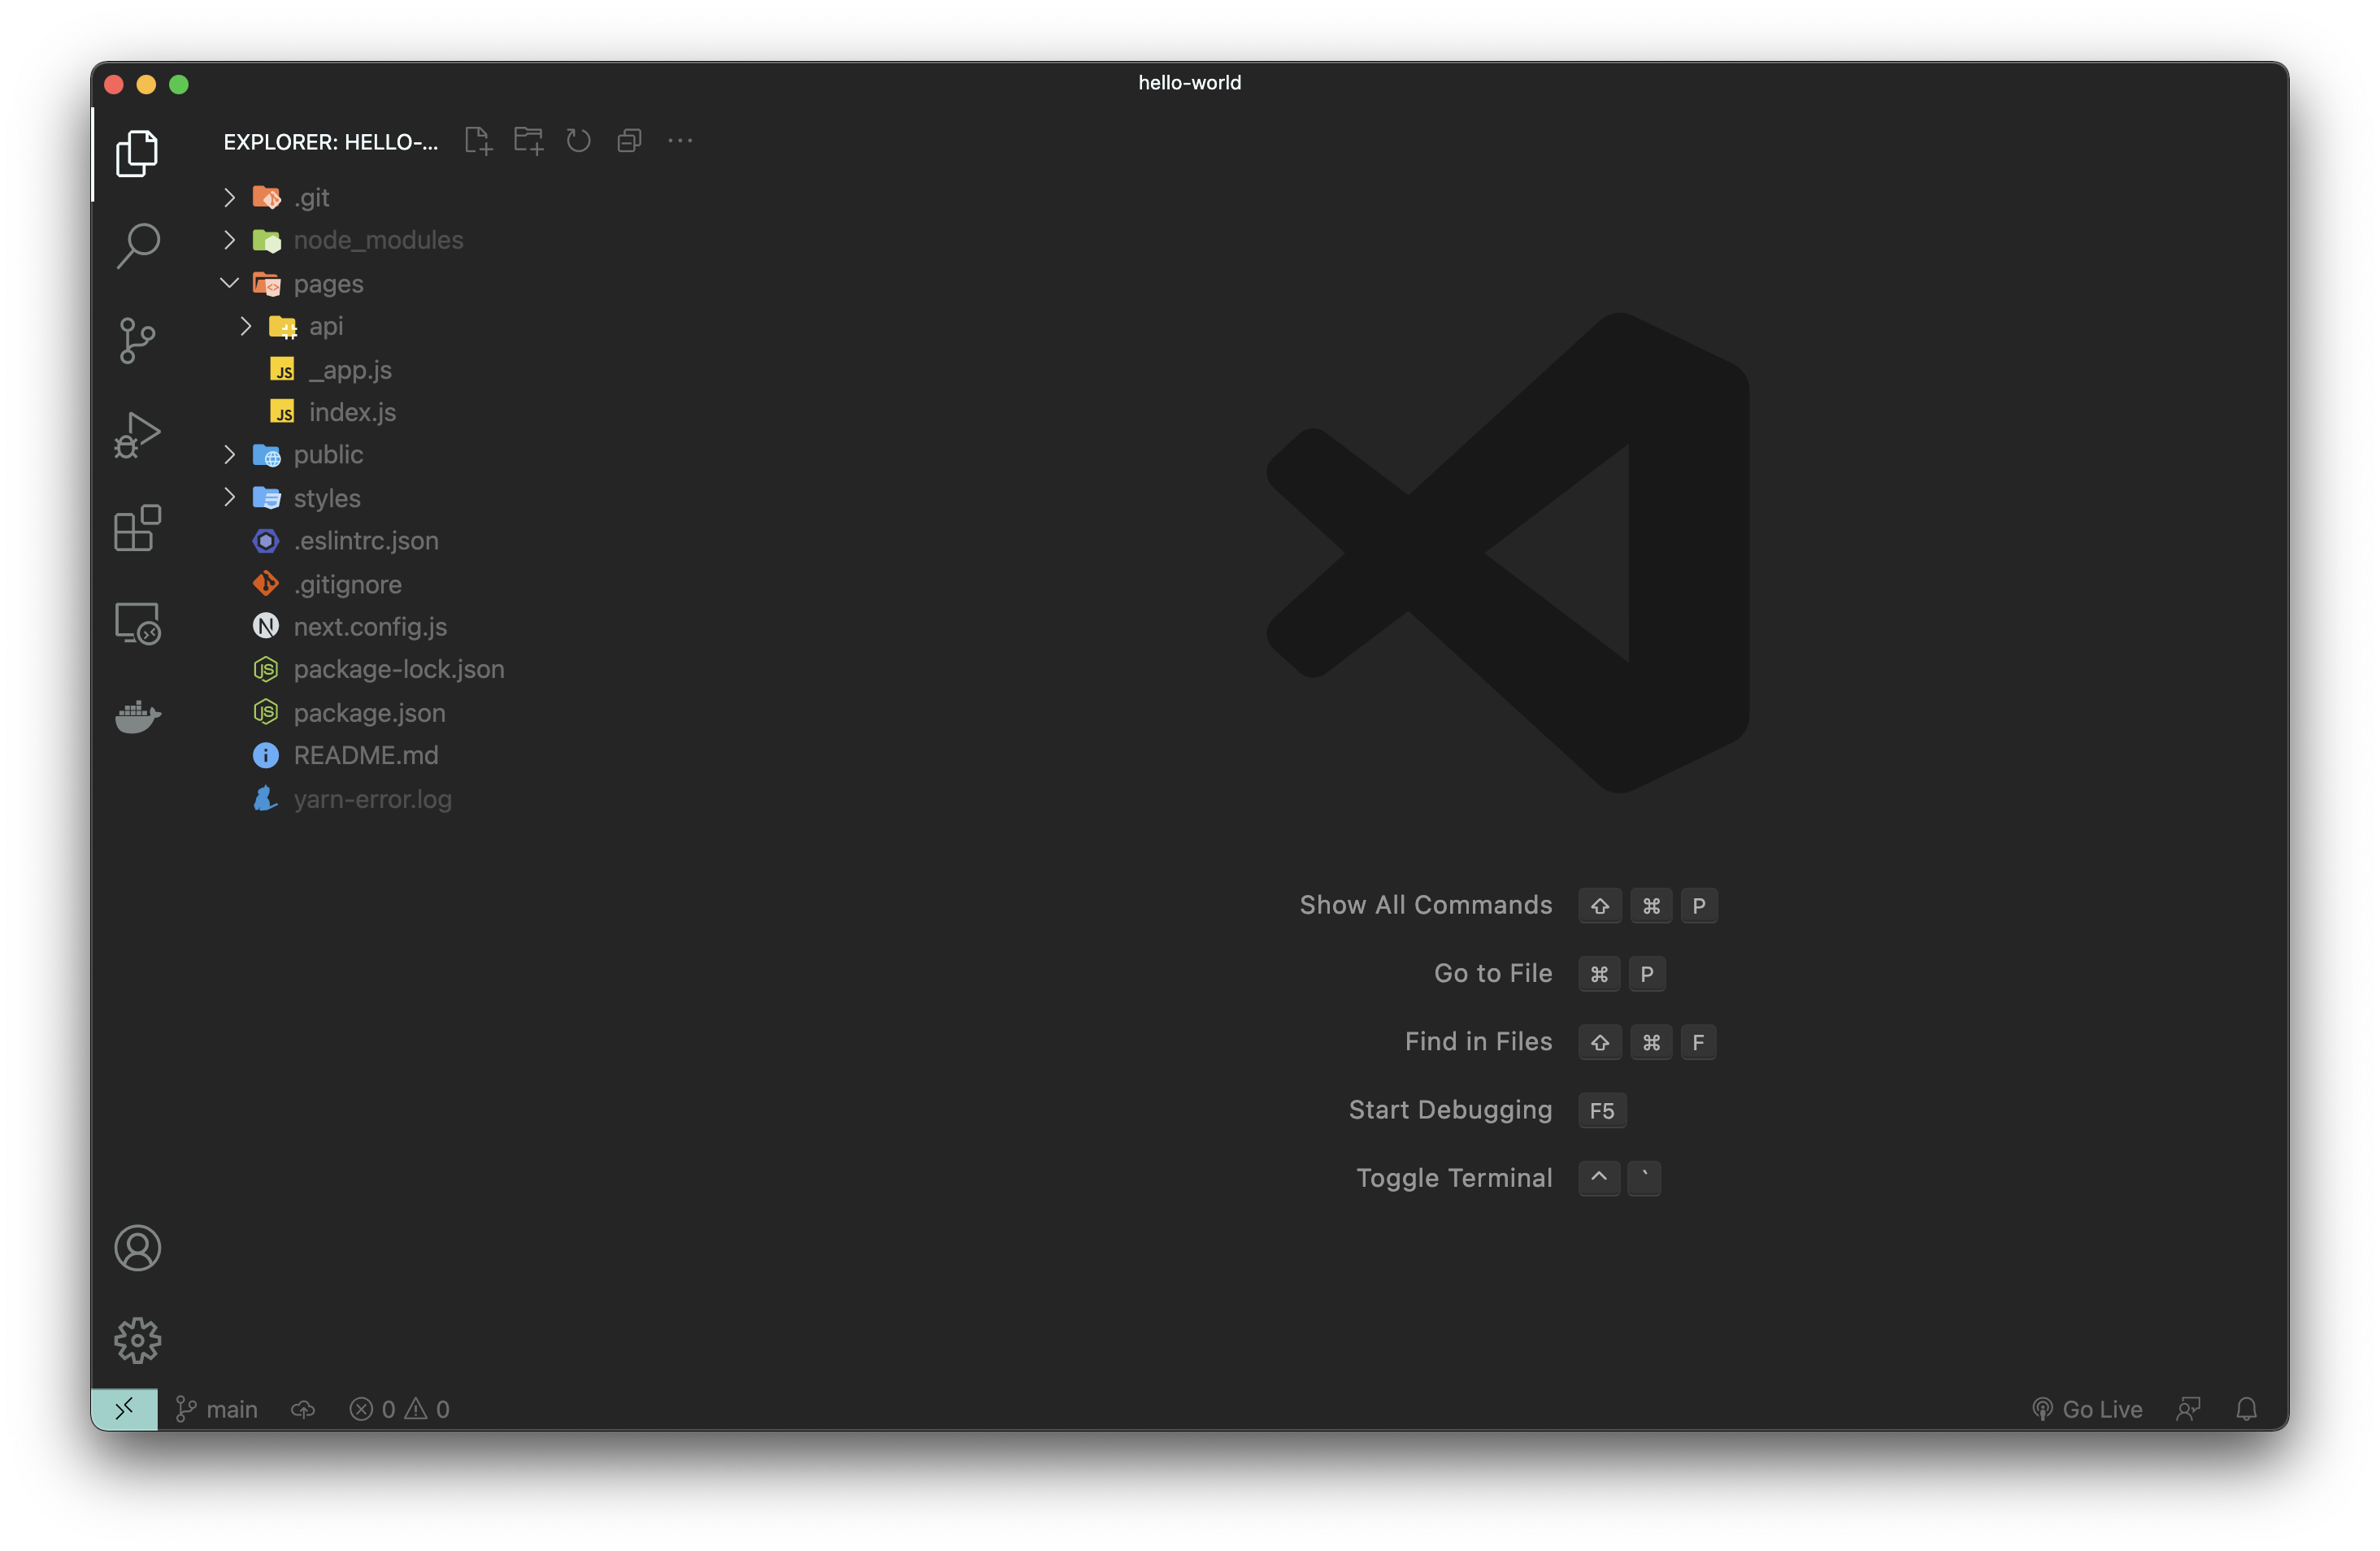 hello-world
EXPLORER: HELLO-...
.git
node_modules
pages
api
_app.js
index.js
public
styles
.eslintrc.json
.gitignore
next.config.js
package-lock.json
package.json
README.md
yarn-error.log
Show All Commands ⇧ ⌘ P
Go to File ⌘ P
Find in Files ⇧ ⌘ F
Start Debugging F5
Toggle Terminal ^ `
main 0 0 Go Live